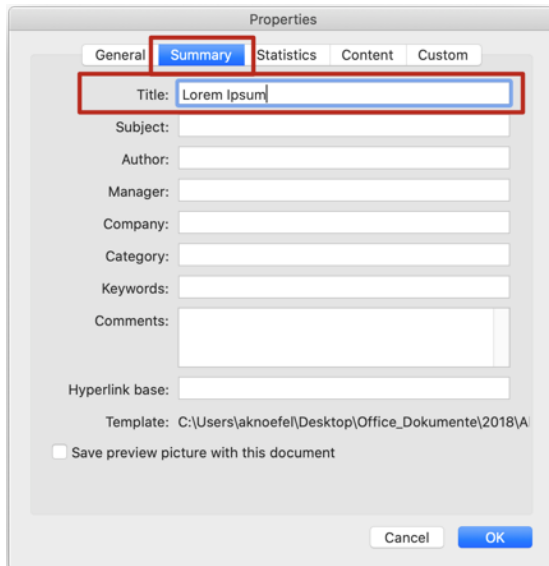 Properties
General Summary Statistics Content Custom
Title: Lorem Ipsum
Subject:
Author:
Manager:
Company:
Category:
Keywords:
Comments:
Hyperlink base:
Template: C:\Users\aknoefel\Desktop\Office_Dokumente\2018\A
Save preview picture with this document
Cancel OK